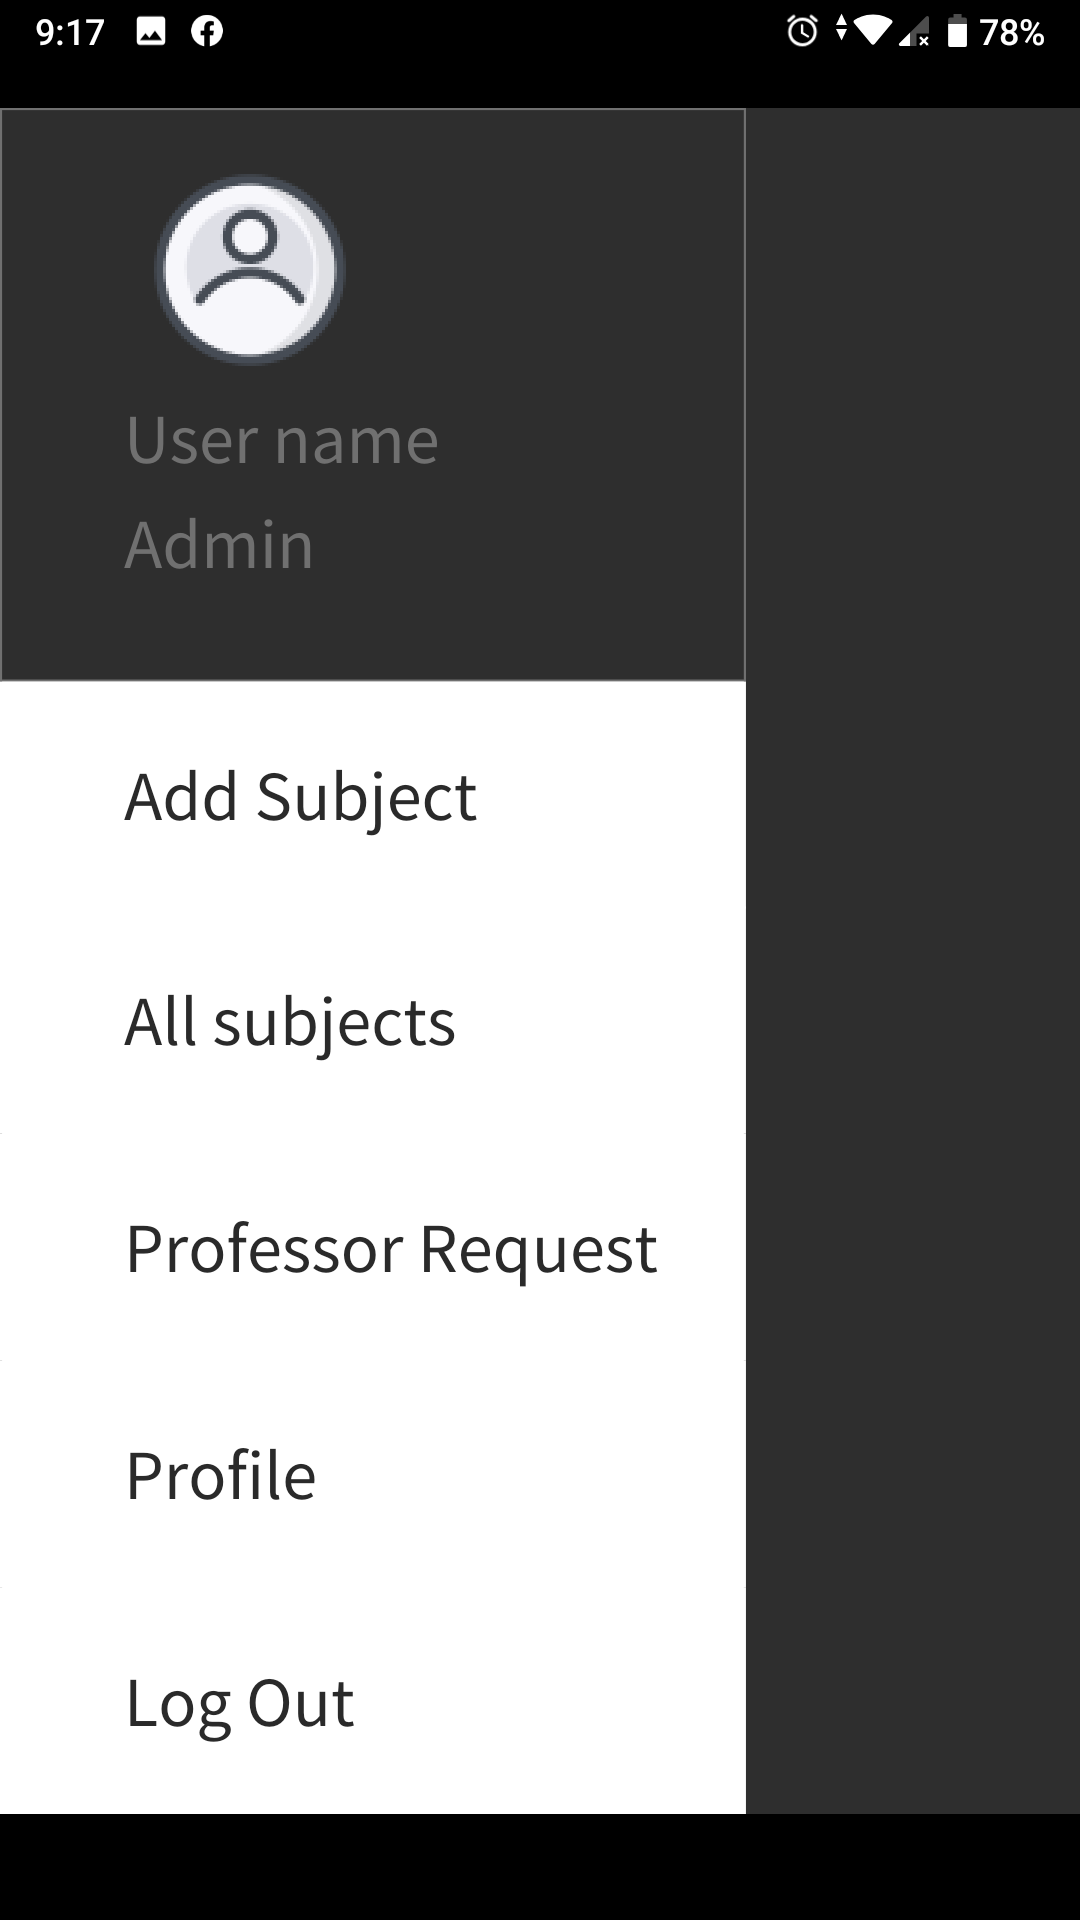 9:17
78%
User name
Admin
Add Subject
All subjects
Professor Request
Profile
Log Out